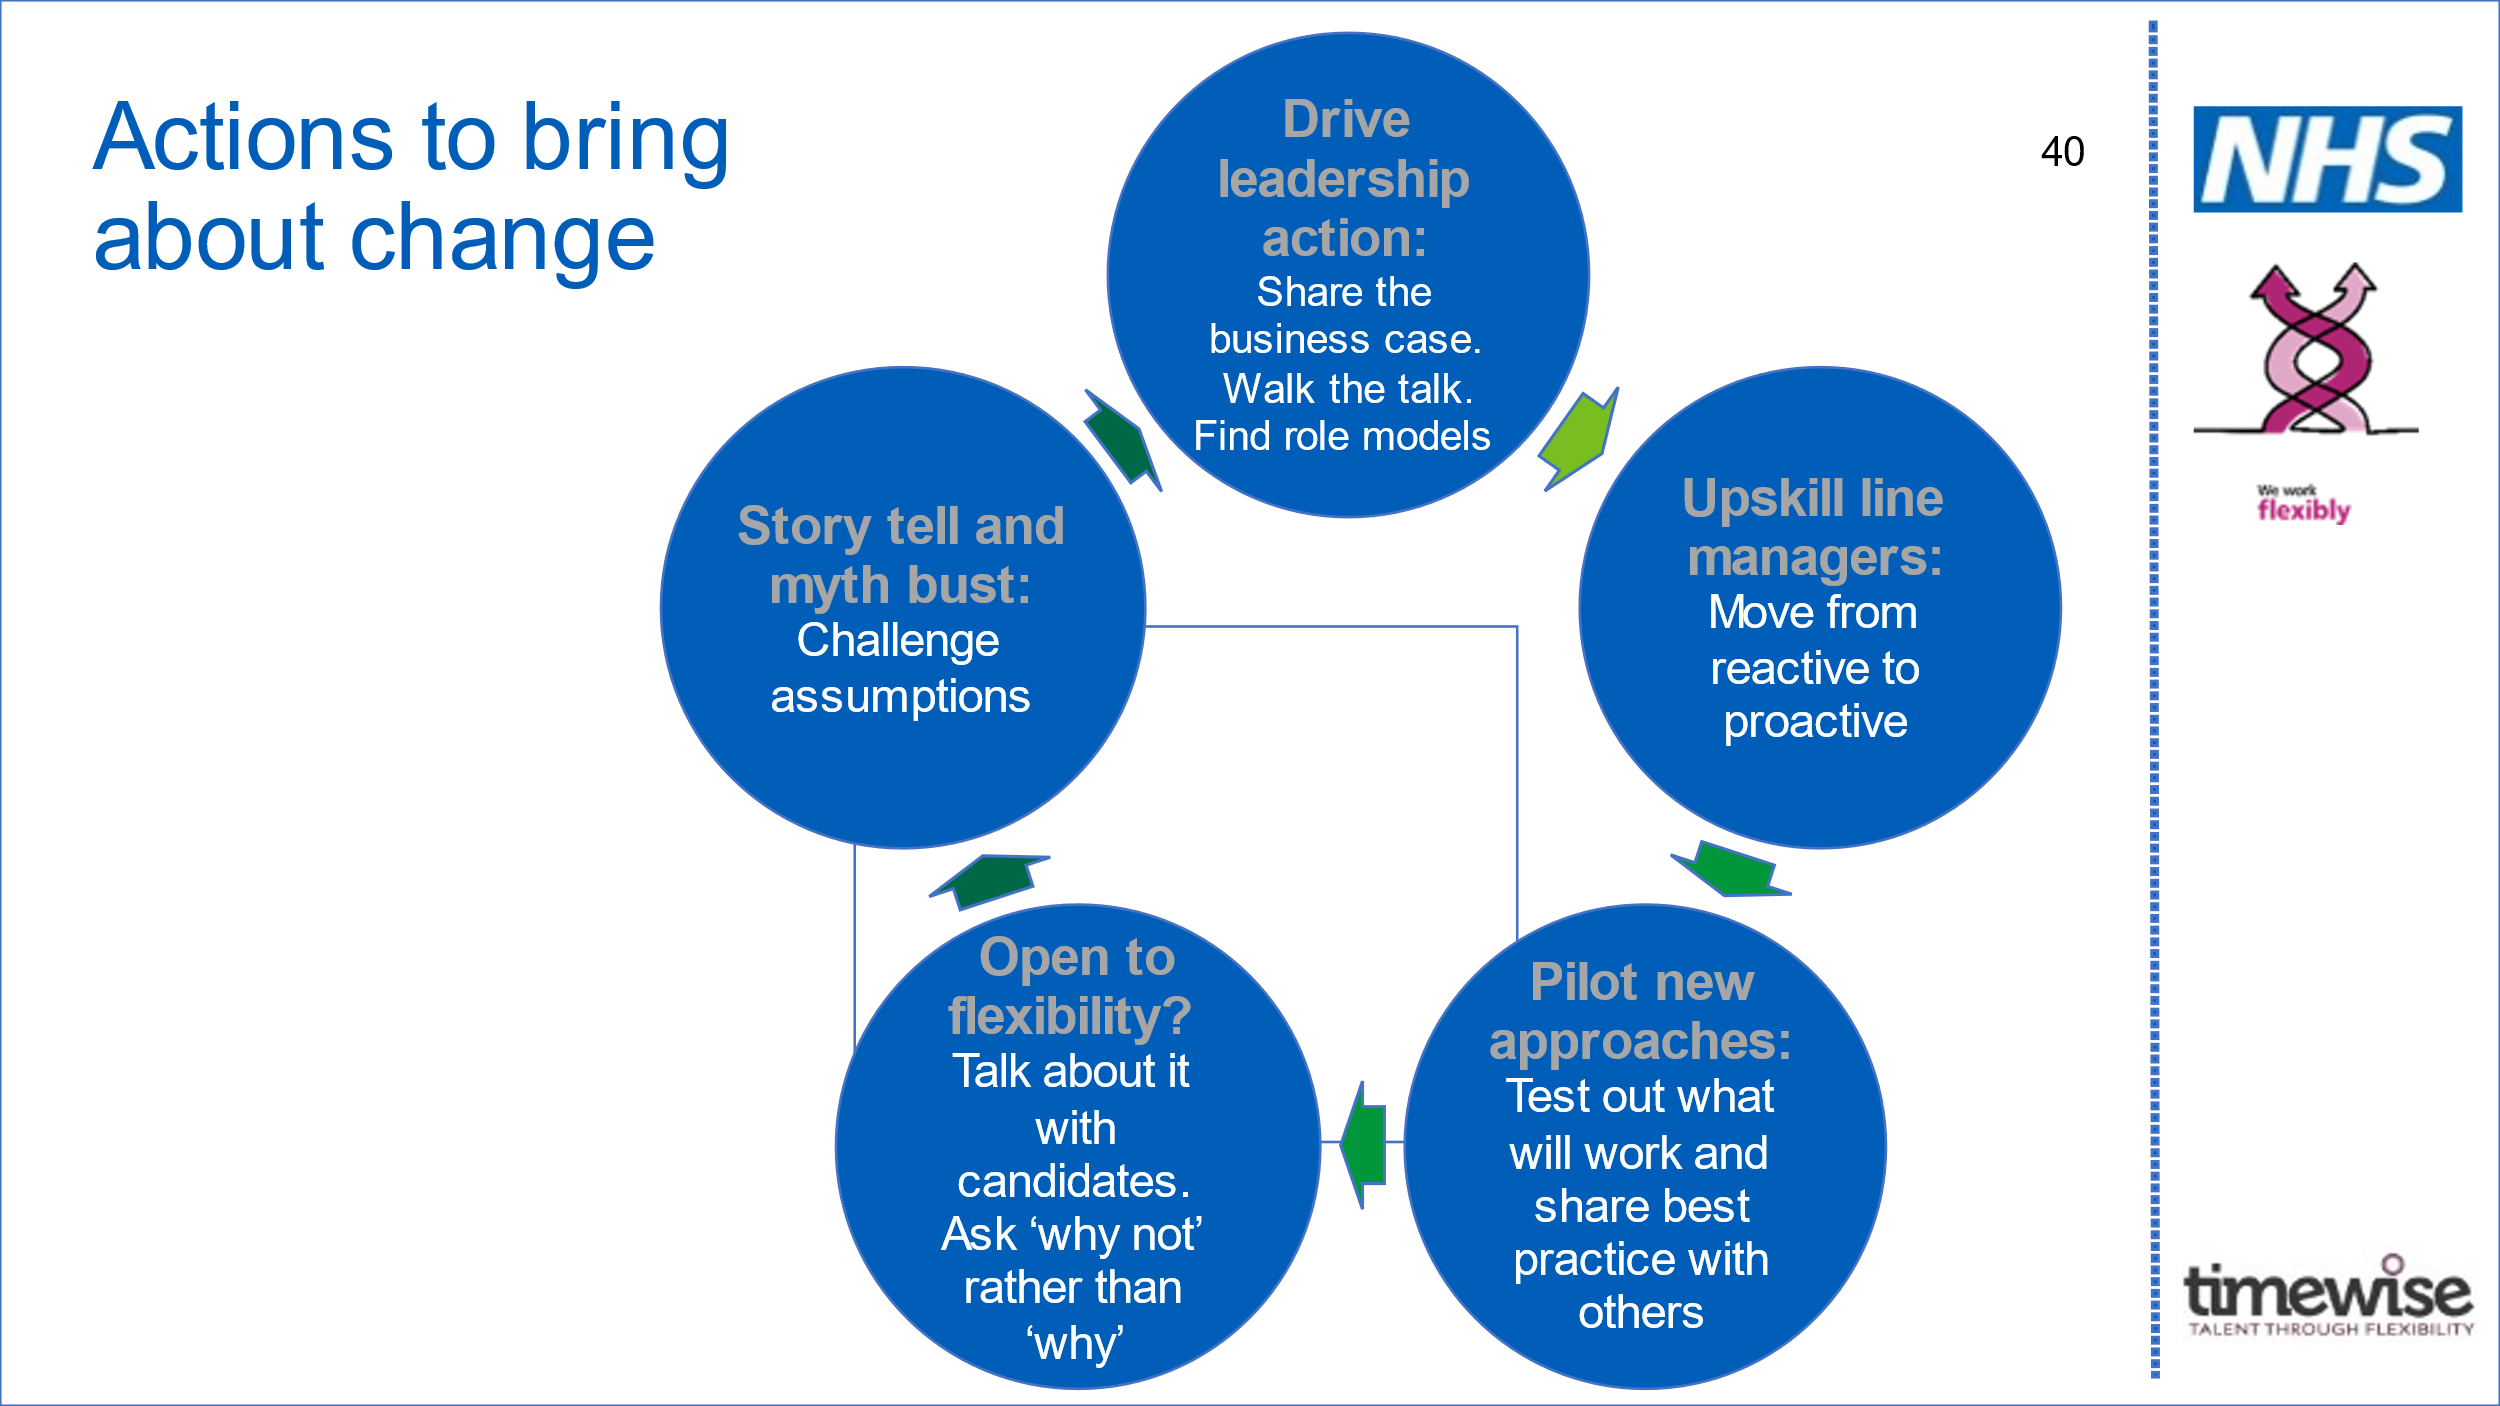 Actions to bring
about change
40
Drive
leadership
action:
Share the
business case.
Walk the talk.
Find role models
Upskill line
managers:
Move from
reactive to
proactive
Pilot new
approaches:
Test out what
will work and
share best
practice with
others
Open to
flexibility?
Talk about it
with
candidates.
Ask ‘why not’
rather than
‘why’
Story tell and
myth bust:
Challenge
assumptions
NHS
We work
flexibly
timewise
TALENT THROUGH FLEXIBILITY